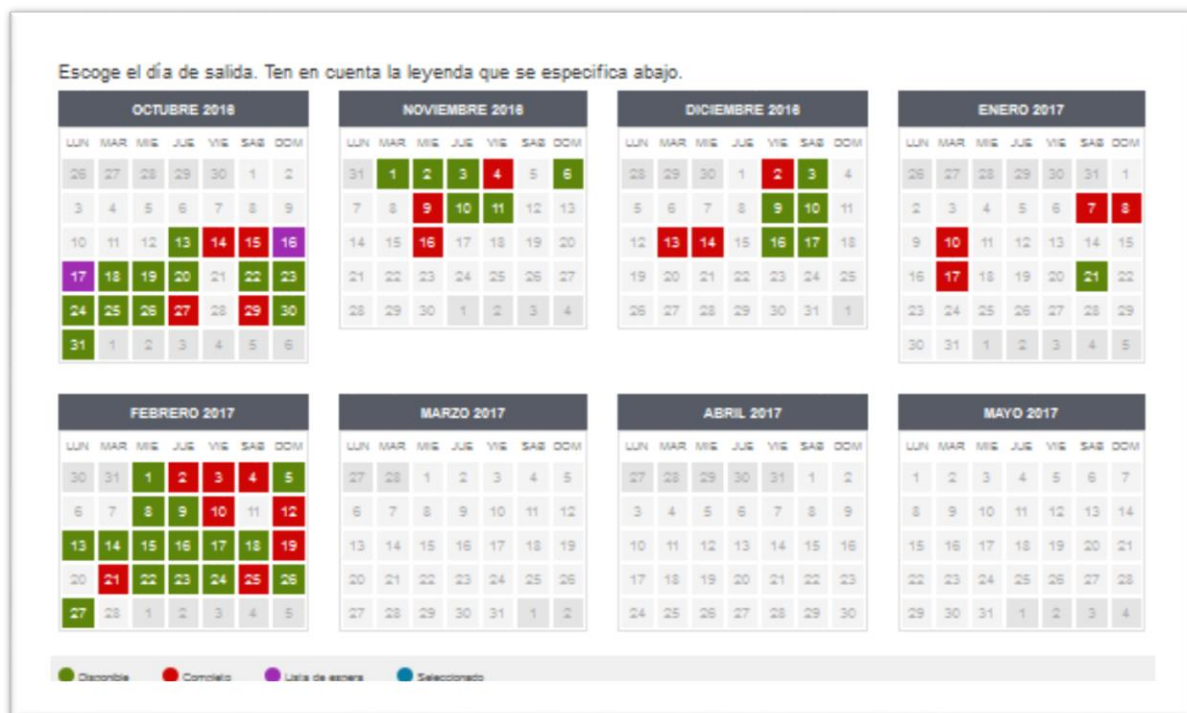 Escoge el día de salida. Ten en cuenta la leyenda que se especifica abajo.
OCTUBRE 2016 NOVIEMBRE 2016 DICIEMBRE 2016 ENERO 2017
LUN MAR MIE JUE VIE SAB DOM LUN MAR MIE JUE VIE SAB DOM LUN MAR MIE JUE VIE SAB DOM LUN MAR MIE JUE VIE SAB DOM
26 27 28 29 30 1 2 31 1 2 3 4 5 6 28 29 30 1 2 3 4 26 27 28 29 30 31 1
3 4 5 6 7 8 9 7 8 9 10 11 12 13 5 6 7 8 9 10 11 2 3 4 5 6 7 8
10 11 12 13 14 15 16 14 15 16 17 18 19 20 12 13 14 15 16 17 18 9 10 11 12 13 14 15
17 18 19 20 21 22 23 21 22 23 24 25 26 27 19 20 21 22 23 24 25 16 17 18 19 20 21 22
24 25 26 27 28 29 30 28 29 30 1 2 3 4 26 27 28 29 30 31 1 23 24 25 26 27 28 29
31 1 2 3 4 5 6 30 31 1 2 3 4 5
FEBRERO 2017 MARZO 2017 ABRIL 2017 MAYO 2017
LUN MAR MIE JUE VIE SAB DOM LUN MAR MIE JUE VIE SAB DOM LUN MAR MIE JUE VIE SAB DOM LUN MAR MIE JUE VIE SAB DOM
30 31 1 2 3 4 5 27 28 1 2 3 4 5 27 28 29 30 31 1 2 1 2 3 4 5 6 7
6 7 8 9 10 11 12 6 7 8 9 10 11 12 3 4 5 6 7 8 9 8 9 10 11 12 13 14
13 14 15 16 17 18 19 13 14 15 16 17 18 19 10 11 12 13 14 15 16 15 16 17 18 19 20 21
20 21 22 23 24 25 26 20 21 22 23 24 25 26 17 18 19 20 21 22 23 22 23 24 25 26 27 28
27 28 1 2 3 4 5 27 28 29 30 31 1 2 24 25 26 27 28 29 30 29 30 31 1 2 3 4
Disponible Completo Lista de espera Seleccionado